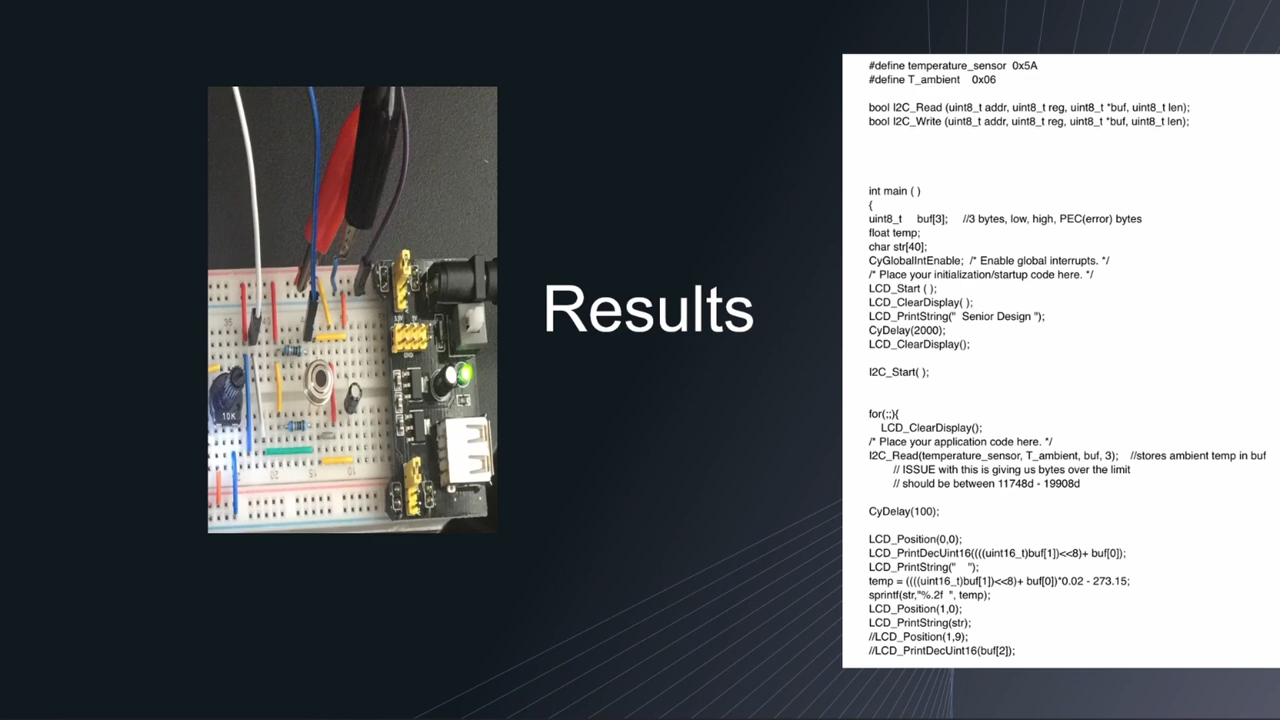 Results
#define temperature_sensor 0x5A
#define T_ambient 0x06
bool I2C_Read (uint8_t addr, uint8_t reg, uint8_t *buf, uint8_t len);
bool I2C_Write (uint8_t addr, uint8_t reg, uint8_t *buf, uint8_t len);
int main ( )
{
uint8_t buf[3]; //3 bytes, low, high, PEC(error) bytes
float temp;
char str[40];
CyGlobalIntEnable; /* Enable global interrupts. */
/* Place your initialization/startup code here. */
LCD_Start ( );
LCD_ClearDisplay( );
LCD_PrintString(" Senior Design ");
CyDelay(2000);
LCD_ClearDisplay();
I2C_Start( );
for(;;){
LCD_ClearDisplay();
/* Place your application code here. */
I2C_Read(temperature_sensor, T_ambient, buf, 3); //stores ambient temp in buf
// ISSUE with this is giving us bytes over the limit
// should be between 11748d - 19908d
CyDelay(100);
LCD_Position(0,0);
LCD_PrintDecUint16((((uint16_t)buf[1])<<8)+ buf[0]);
LCD_PrintString(" ");
temp = ((((uint16_t)buf[1])<<8)+ buf[0])*0.02 - 273.15;
sprintf(str,"%.2f ", temp);
LCD_Position(1,0);
LCD_PrintString(str);
//LCD_Position(1,9);
//LCD_PrintDecUint16(buf[2]);
35
10K
20
15
10